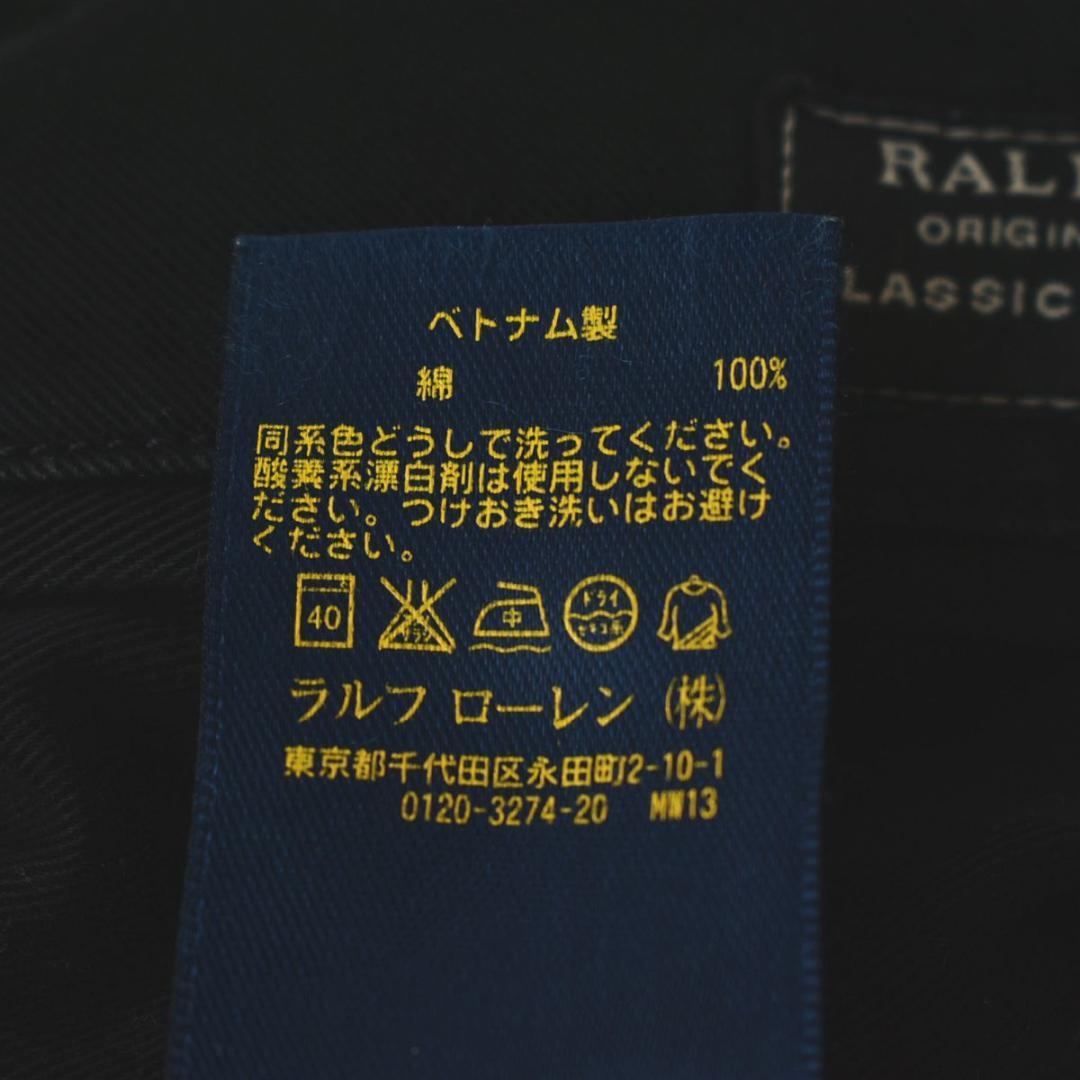 RAL
ORIGIN
LASSIC
ベトナム製
綿 100%
同系色どうしで洗ってください。
酸素系漂白剤は使用しないでく
ださい。つけおき洗いはお避け
ください。
40 中 ドライ
ラルフ ローレン (株)
東京都千代田区永田町2-10-1
0120-3274-20 MW13